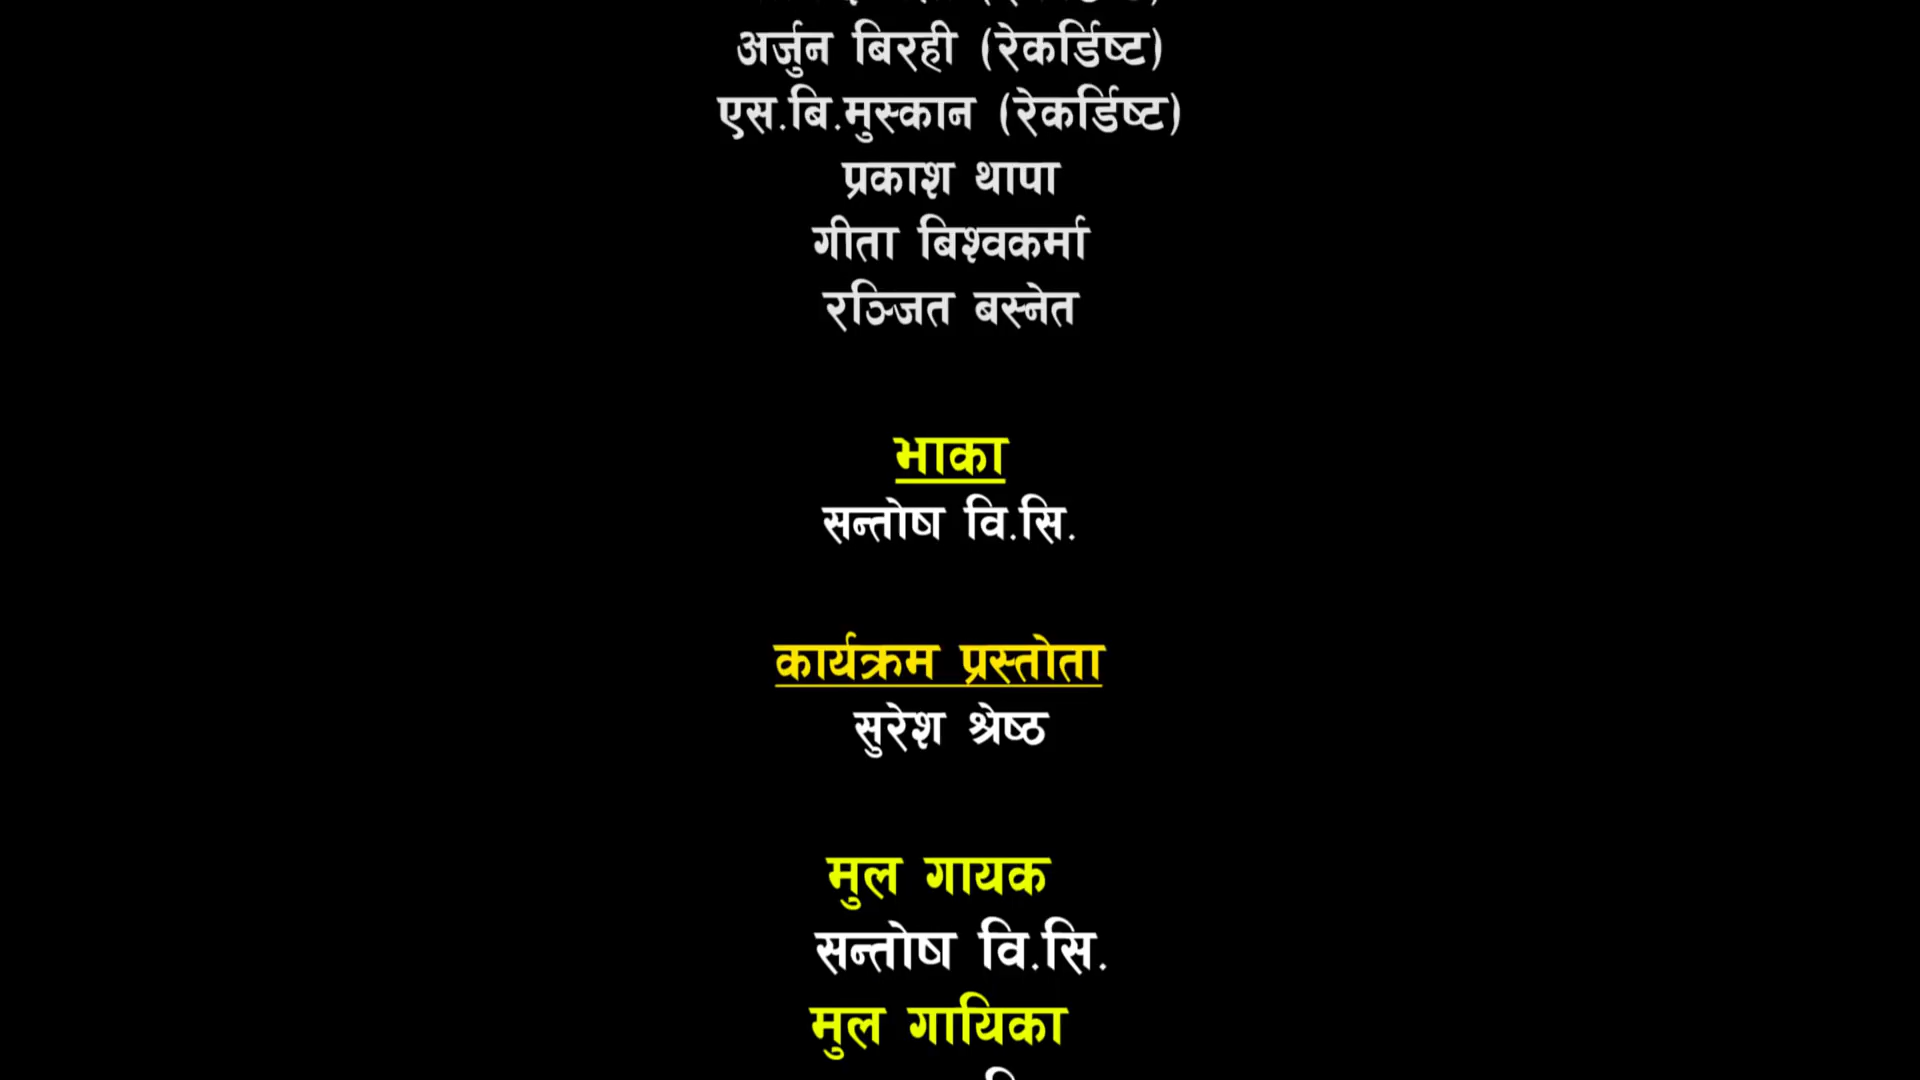 अर्जुन बिरही (रेकर्डिष्ट)
एस.बि.मुस्कान (रेकर्डिष्ट)
प्रकाश थापा
गीता बिश्वकर्मा
रञ्जित बस्नेत
भाका
सन्तोष वि.सि.
कार्यक्रम प्रस्तोता
सुरेश श्रेष्ठ
मुल गायक
सन्तोष वि.सि.
मुल गायिका